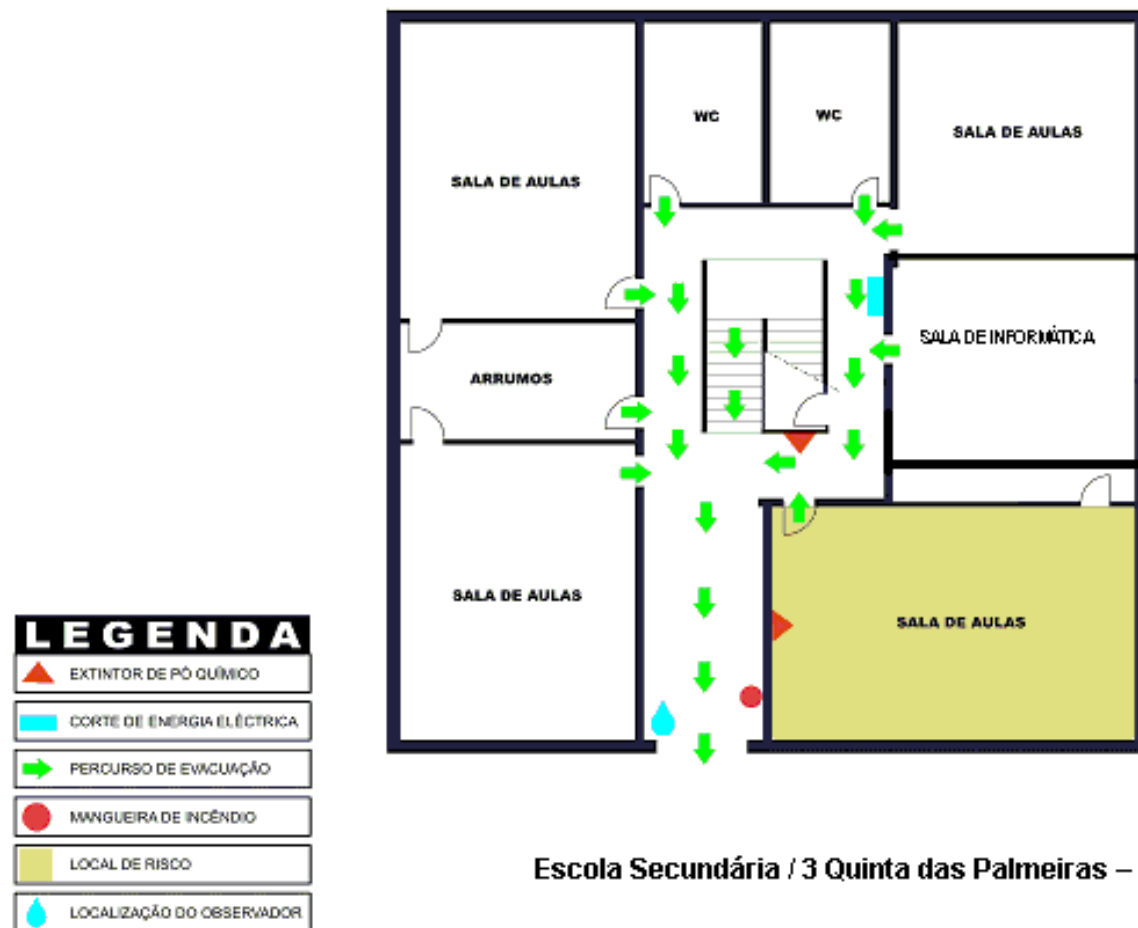 WC
WC
SALA DE AULAS
SALA DE AULAS
SALA DE INFORMÁTICA
ARRUMOS
SALA DE AULAS
SALA DE AULAS
LEGENDA
EXTINTOR DE PÓ QUÍMICO
CORTE DE ENERGIA ELÉCTRICA
PERCURSO DE EVACUAÇÃO
MANGUEIRA DE INCÊNDIO
LOCAL DE RISCO
LOCALIZAÇÃO DO OBSERVADOR
Escola Secundária / 3 Quinta das Palmeiras –